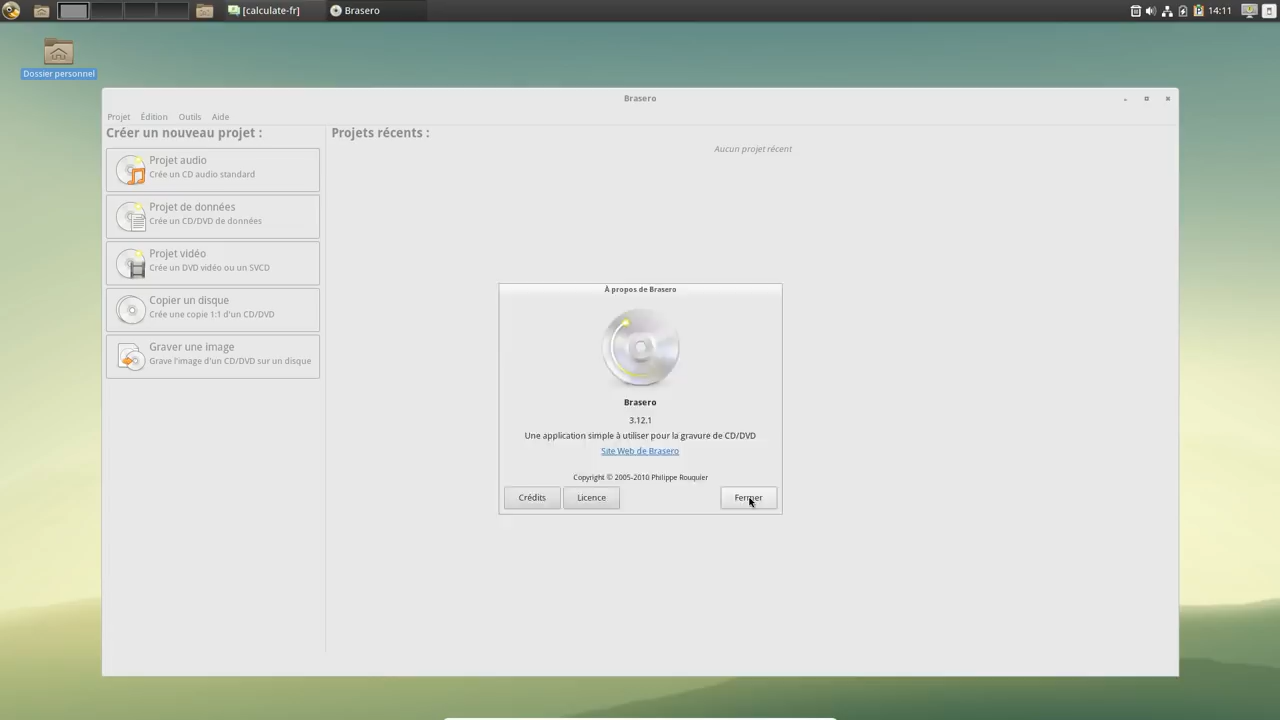 [calculate-fr]
Brasero
14:11
Dossier personnel
Brasero
Projet Édition Outils Aide
Créer un nouveau projet :
Projet audio
Crée un CD audio standard
Projet de données
Crée un CD/DVD de données
Projet vidéo
Crée un DVD vidéo ou un SVCD
Copier un disque
Crée une copie 1:1 d'un CD/DVD
Graver une image
Grave l'image d'un CD/DVD sur un disque
Projets récents :
Aucun projet récent
À propos de Brasero
Brasero
3.12.1
Une application simple à utiliser pour la gravure de CD/DVD
Site Web de Brasero
Copyright © 2005-2010 Philippe Rouquier
Crédits Licence Fermer